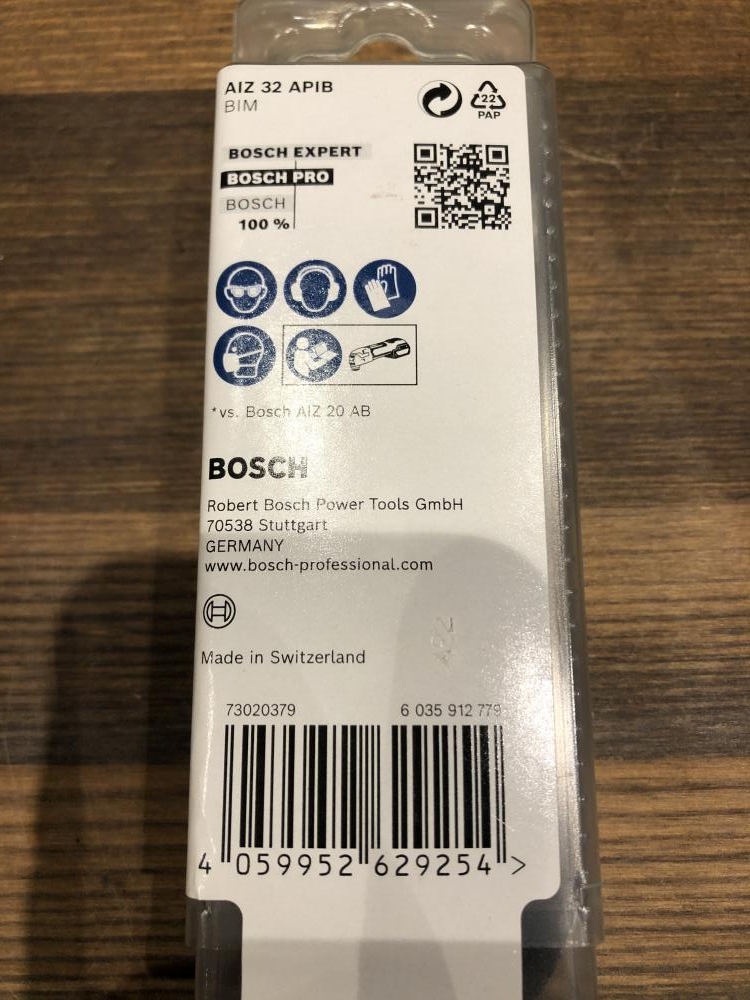 AIZ 32 APIB
BIM
22
PAP
BOSCH EXPERT
BOSCH PRO
BOSCH
100 %
*vs. Bosch AIZ 20 AB
BOSCH
Robert Bosch Power Tools GmbH
70538 Stuttgart
GERMANY
www.bosch-professional.com
Made in Switzerland
73020379 6 035 912 779
4 059952 629254 >